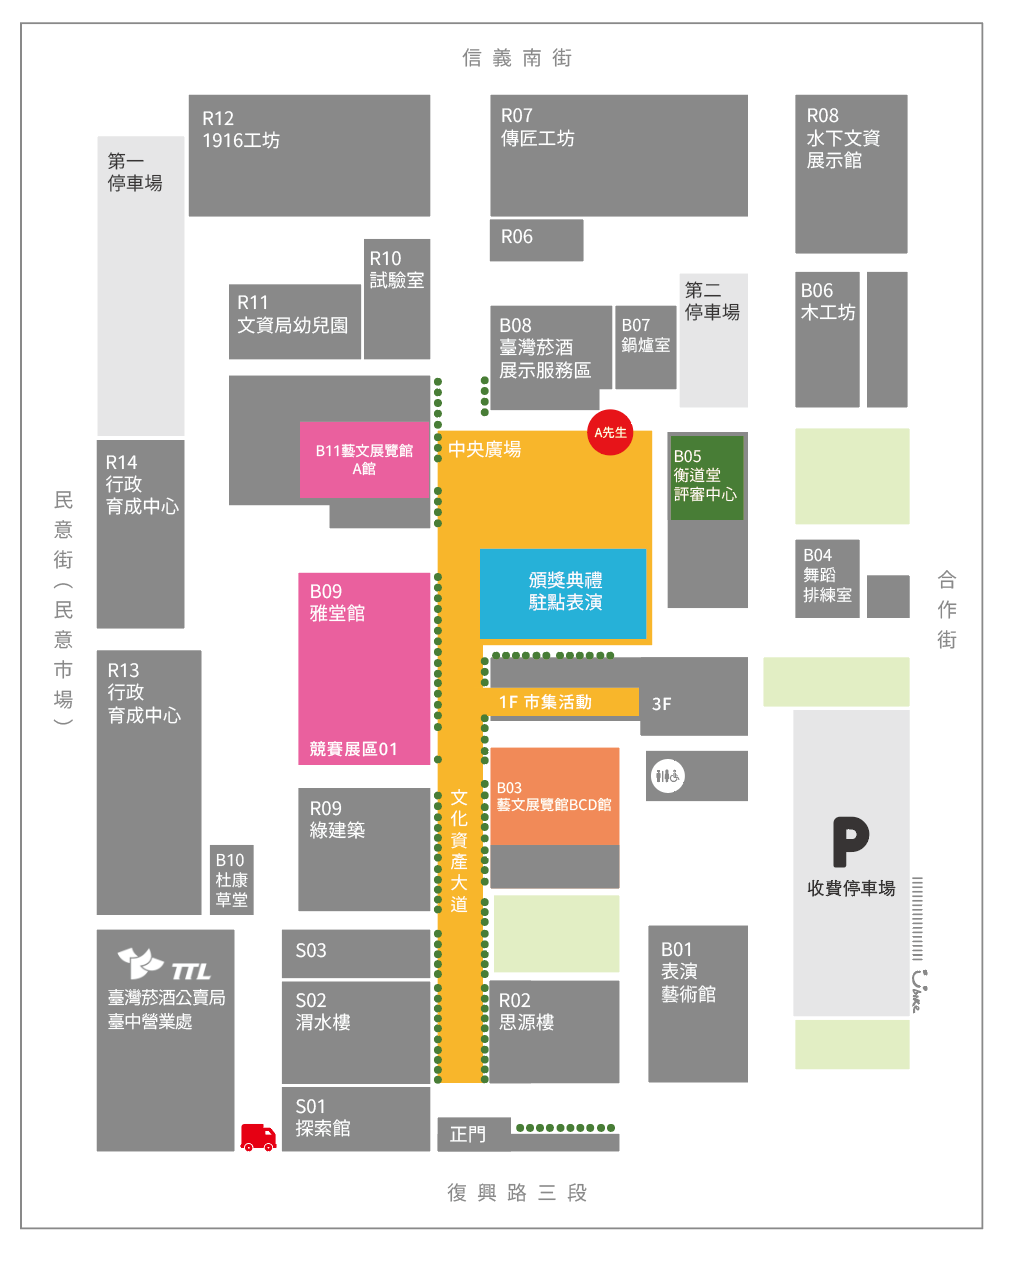 信義南街
R12
1916工坊
R07
傳匠工坊
R08
水下文資
展示館
第一
停車場
R06
R10
試驗室
R11
文資局幼兒園
第二
停車場
B06
木工坊
B08
臺灣菸酒
展示服務區
B07
鍋爐室
A先生
中央廣場
B11藝文展覽館
A館
B05
衡道堂
評審中心
R14
行政
育成中心
民意街(民意市場)
合作街
頒獎典禮
駐點表演
B04
舞蹈
排練室
B09
雅堂館
競賽展區01
R13
行政
育成中心
1F 市集活動
3F
B03
藝文展覽館BCD館
文化資產大道
R09
綠建築
B10
杜康
草堂
P
收費停車場
Ubike
TTL
臺灣菸酒公賣局
臺中營業處
S03
S02
渭水樓
R02
思源樓
B01
表演
藝術館
S01
探索館
正門
復興路三段